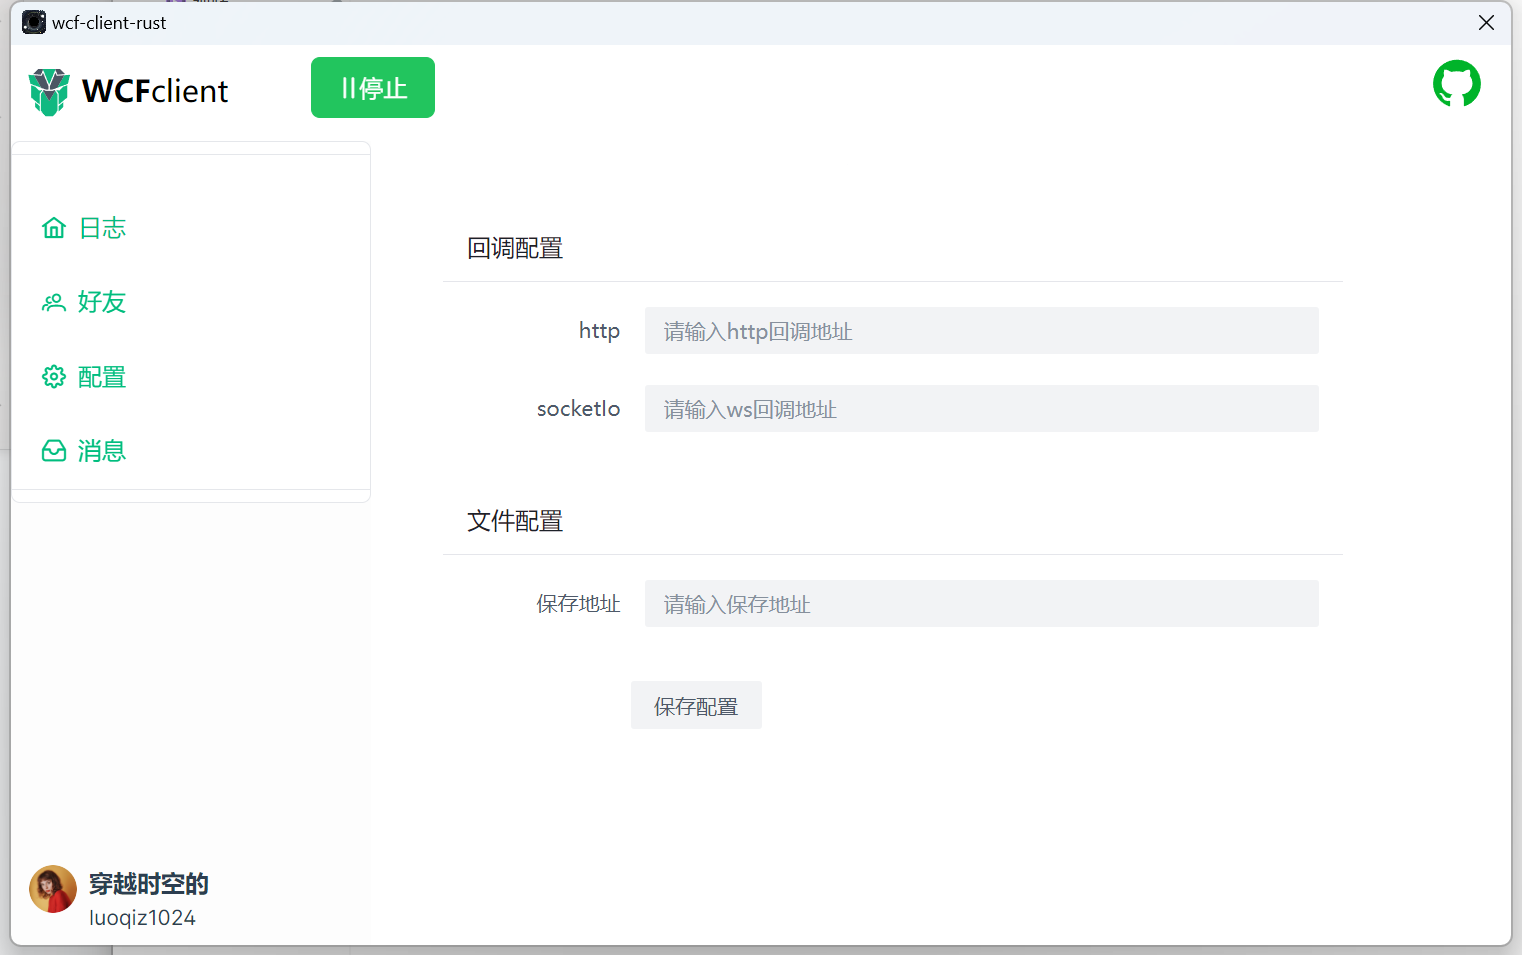 wcf-client-rust
WCFclient
停止
日志
好友
配置
消息
回调配置
http
请输入http回调地址
socketIo
请输入ws回调地址
文件配置
保存地址
请输入保存地址
保存配置
穿越时空的
luoqiz1024